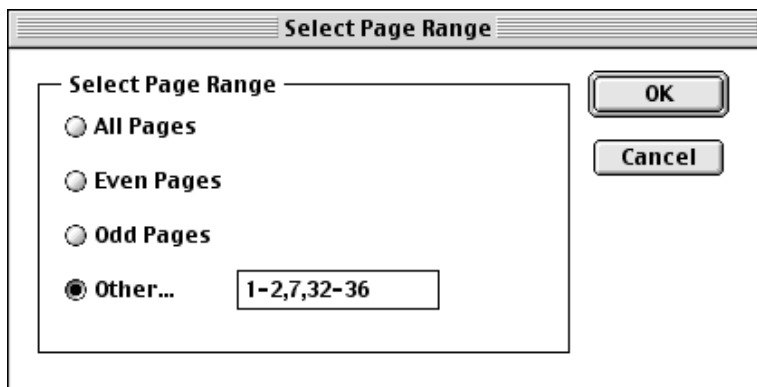 Select Page Range
Select Page Range
All Pages
Even Pages
Odd Pages
Other... 1-2,7,32-36
OK
Cancel